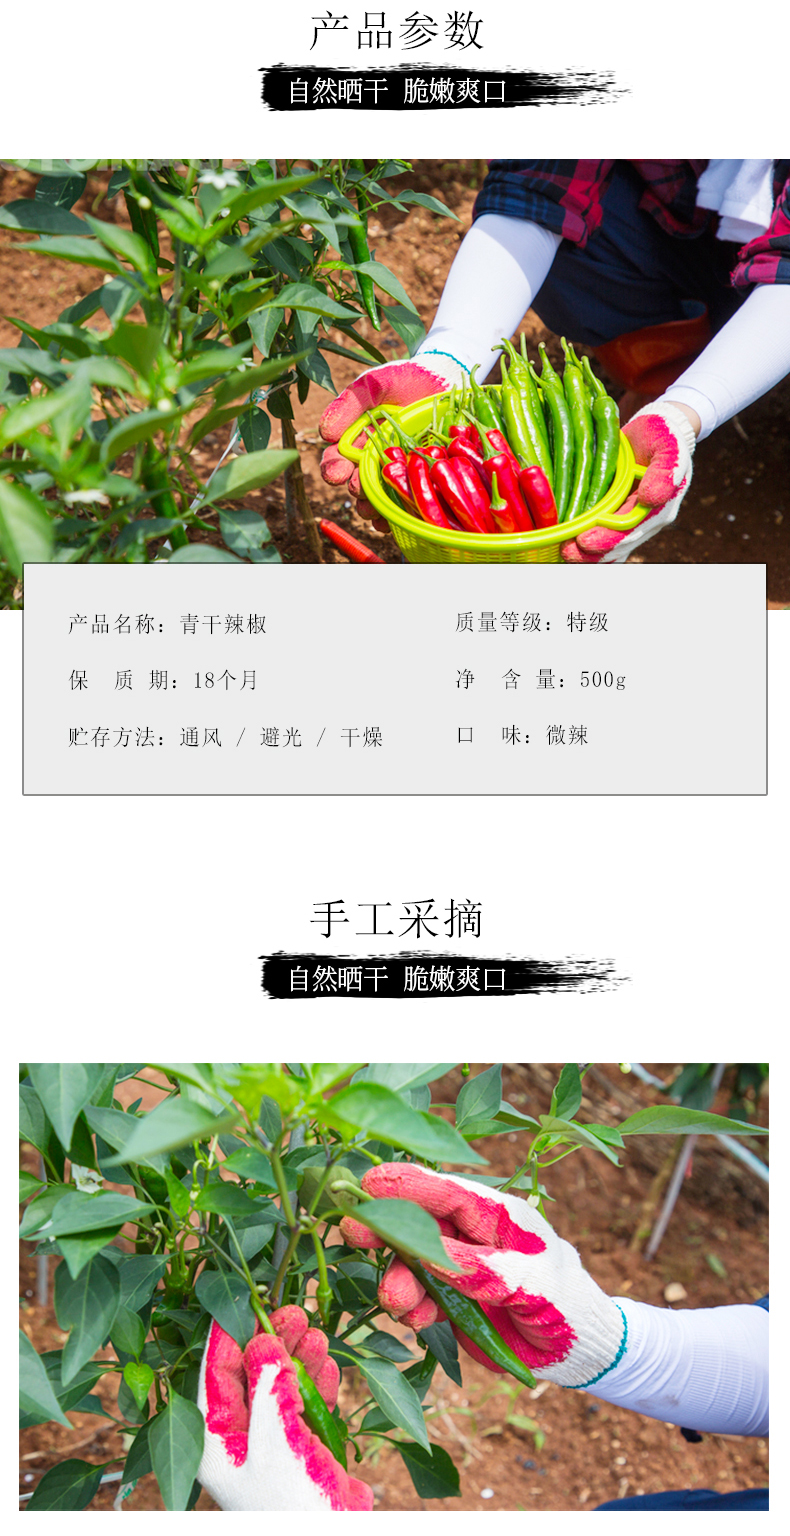 产品参数
自然晒干 脆嫩爽口
产品名称：青干辣椒
质量等级：特级
保 质 期：18个月
净 含 量：500g
贮存方法：通风 / 避光 / 干燥
口 味：微辣
手工采摘
自然晒干 脆嫩爽口